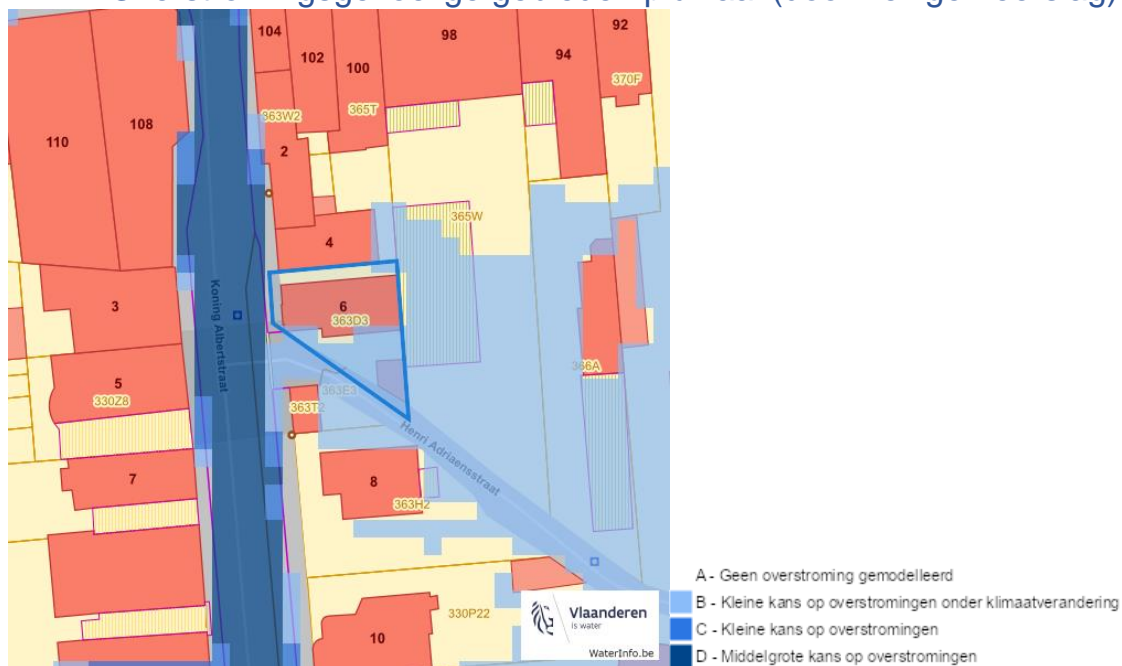 104
102
100
98
94
92
370F
365T
363W2
108
110
2
365W
4
6
363D3
3
Koning Albertstraat
5
330Z8
363E3
363T2
366A
Henri Adriaensstraat
7
8
363H2
330P22
10
Vlaanderen
is water
WaterInfo.be
A - Geen overstroming gemodelleerd
B - Kleine kans op overstromingen onder klimaatverandering
C - Kleine kans op overstromingen
D - Middelgrote kans op overstromingen